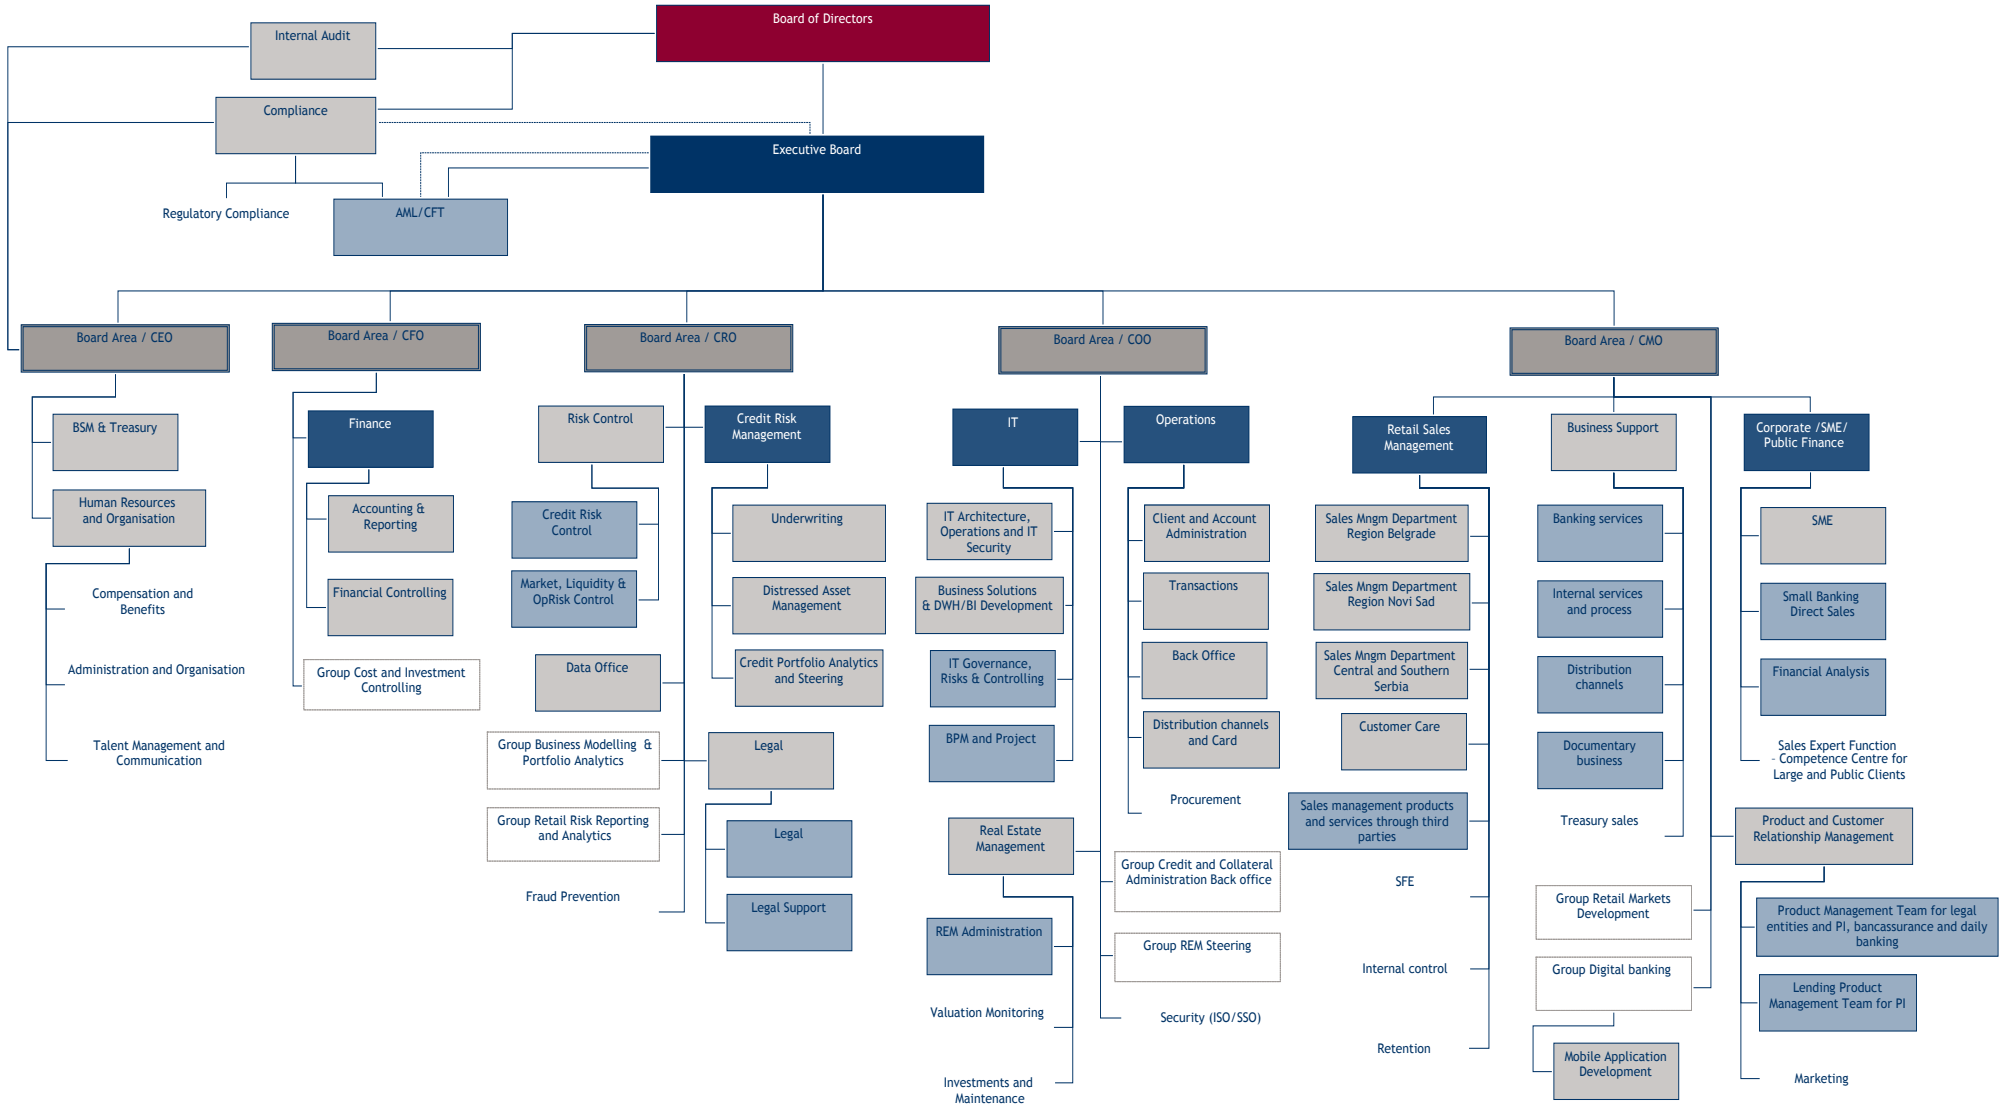 Board of Directors
Internal Audit
Compliance
Executive Board
Regulatory Compliance
AML/CFT
Board Area / CEO
Board Area / CFO
Board Area / CRO
Board Area / COO
Board Area / CMO
BSM & Treasury
Human Resources
and Organisation
Compensation and
Benefits
Administration and Organisation
Talent Management and
Communication
Finance
Accounting &
Reporting
Financial Controlling
Group Cost and Investment
Controlling
Risk Control
Credit Risk
Control
Market, Liquidity &
OpRisk Control
Data Office
Group Business Modelling &
Portfolio Analytics
Group Retail Risk Reporting
and Analytics
Fraud Prevention
Credit Risk
Management
Underwriting
Distressed Asset
Management
Credit Portfolio Analytics
and Steering
Legal
Legal
Legal Support
IT
IT Architecture,
Operations and IT
Security
Business Solutions
& DWH/BI Development
IT Governance,
Risks & Controlling
BPM and Project
Real Estate
Management
REM Administration
Valuation Monitoring
Investments and
Maintenance
Operations
Client and Account
Administration
Transactions
Back Office
Distribution channels
and Card
Procurement
Group Credit and Collateral
Administration Back office
Group REM Steering
Security (ISO/SSO)
Retail Sales
Management
Sales Mngm Department
Region Belgrade
Sales Mngm Department
Region Novi Sad
Sales Mngm Department
Central and Southern
Serbia
Customer Care
Sales management products
and services through third
parties
SFE
Internal control
Retention
Business Support
Banking services
Internal services
and process
Distribution
channels
Documentary
business
Treasury sales
Group Retail Markets
Development
Group Digital banking
Mobile Application
Development
Corporate /SME/
Public Finance
SME
Small Banking
Direct Sales
Financial Analysis
Sales Expert Function
- Competence Centre for
Large and Public Clients
Product and Customer
Relationship Management
Product Management Team for legal
entities and PI, bancassurance and daily
banking
Lending Product
Management Team for PI
Marketing